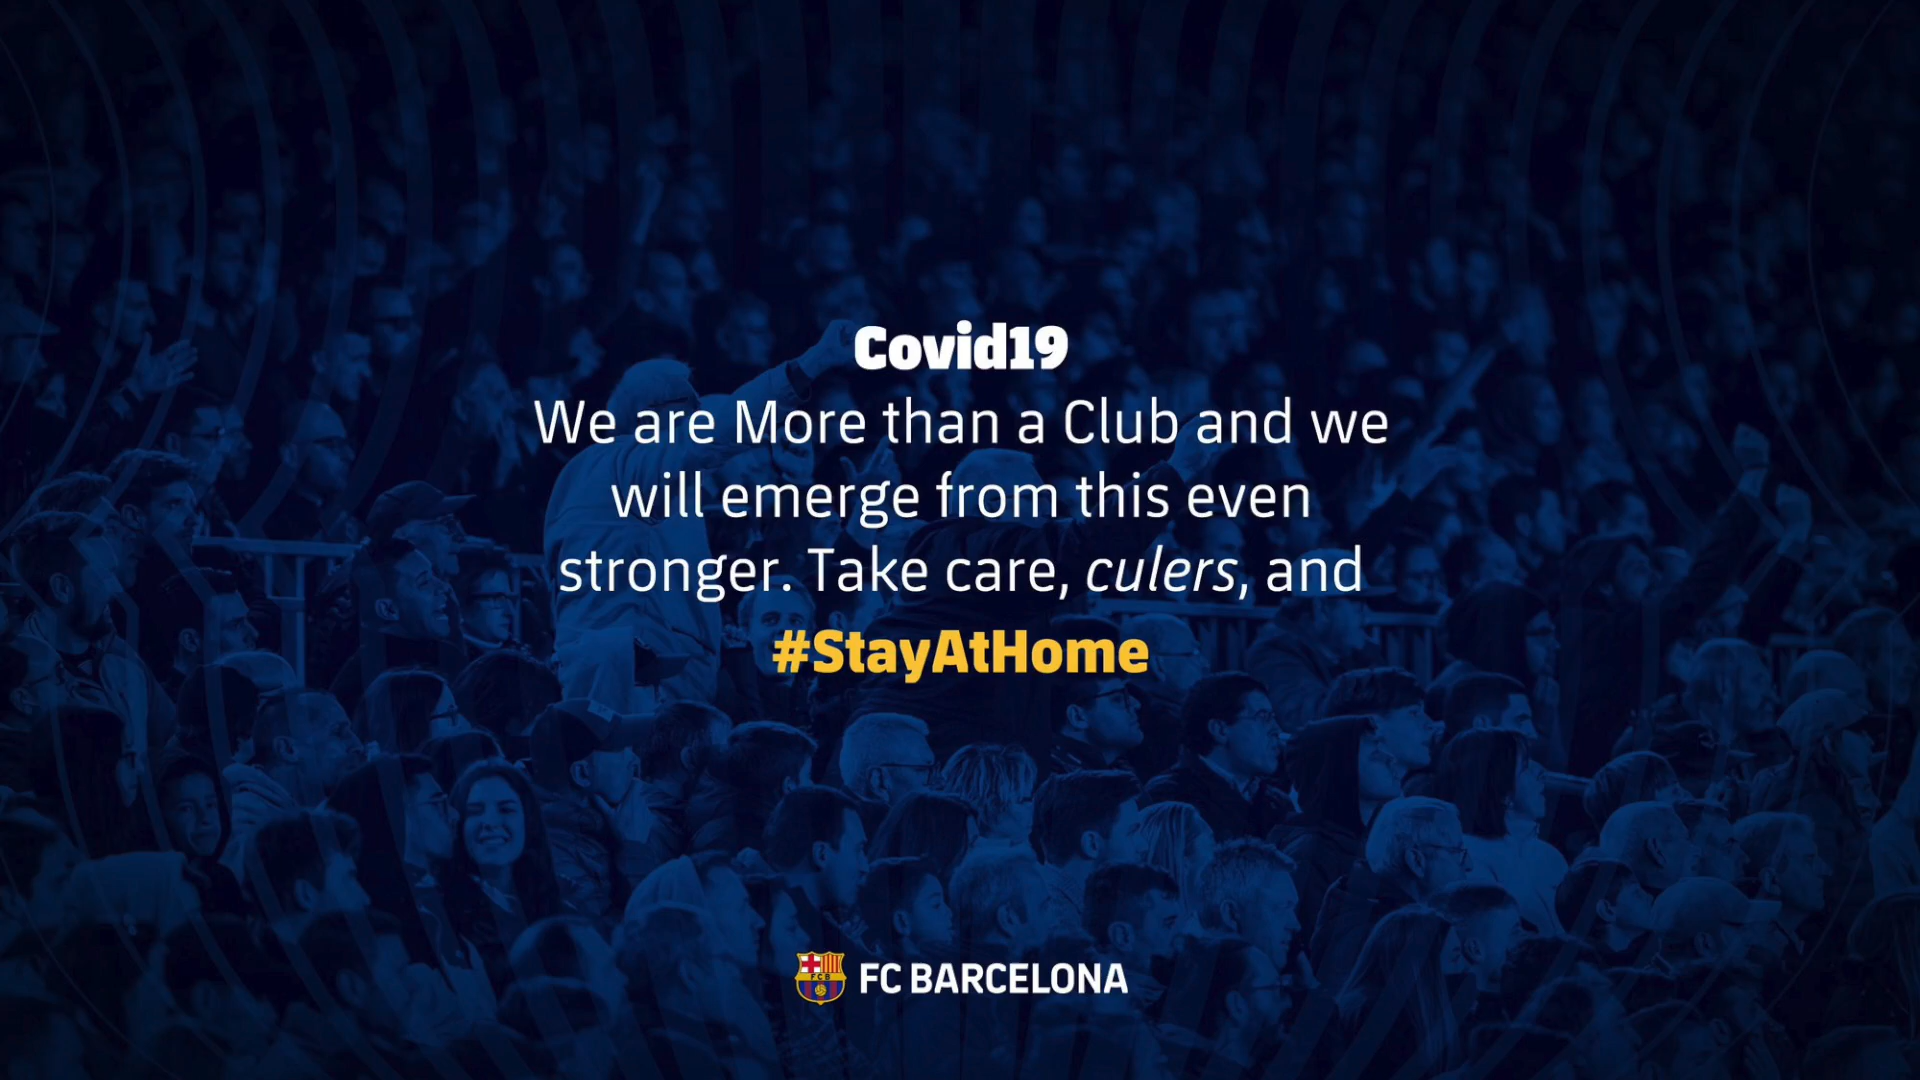 Covid19
We are More than a Club and we
will emerge from this even
stronger. Take care, culers, and
#StayAtHome
FCB
FC BARCELONA